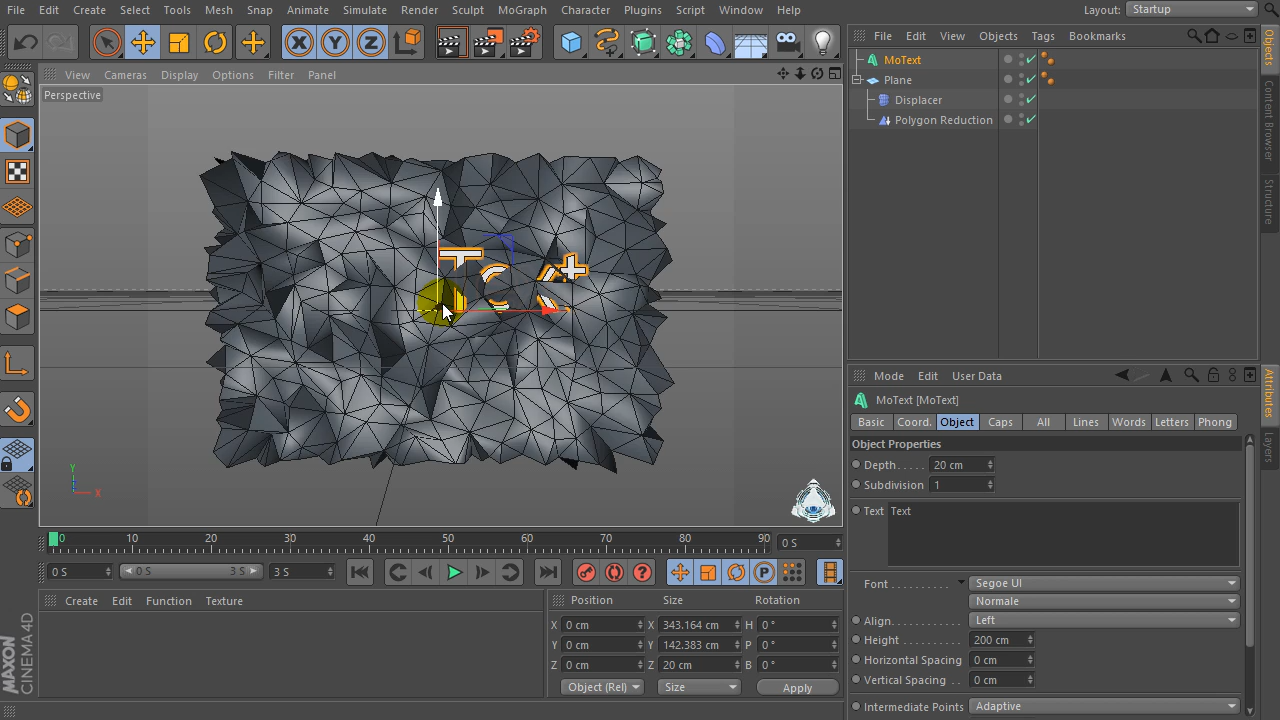 File Edit Create Select Tools Mesh Snap Animate Simulate Render Sculpt MoGraph Character Plugins Script Window Help Layout: Startup
View Cameras Display Options Filter Panel
Perspective
File Edit View Objects Tags Bookmarks
MoText
Plane
Displacer
Polygon Reduction
Objects
Content Browser
Structure
Y
X
Mode Edit User Data
MoText [MoText]
Basic Coord. Object Caps All Lines Words Letters Phong
Object Properties
Depth..... 20 cm
Subdivision 1
Text Text
Font Segoe UI
Normale
Align Left
Height 200 cm
Horizontal Spacing 0 cm
Vertical Spacing .. 0 cm
Intermediate Points Adaptive
Attributes
Layers
0 10 20 30 40 50 60 70 80 90 0 S
0 S 0 S 3 S 3 S
Create Edit Function Texture
Position Size Rotation
X 0 cm X 343.164 cm H 0 °
Y 0 cm Y 142.383 cm P 0 °
Z 0 cm Z 20 cm B 0 °
Object (Rel) Size Apply
MAXON
CINEMA 4D